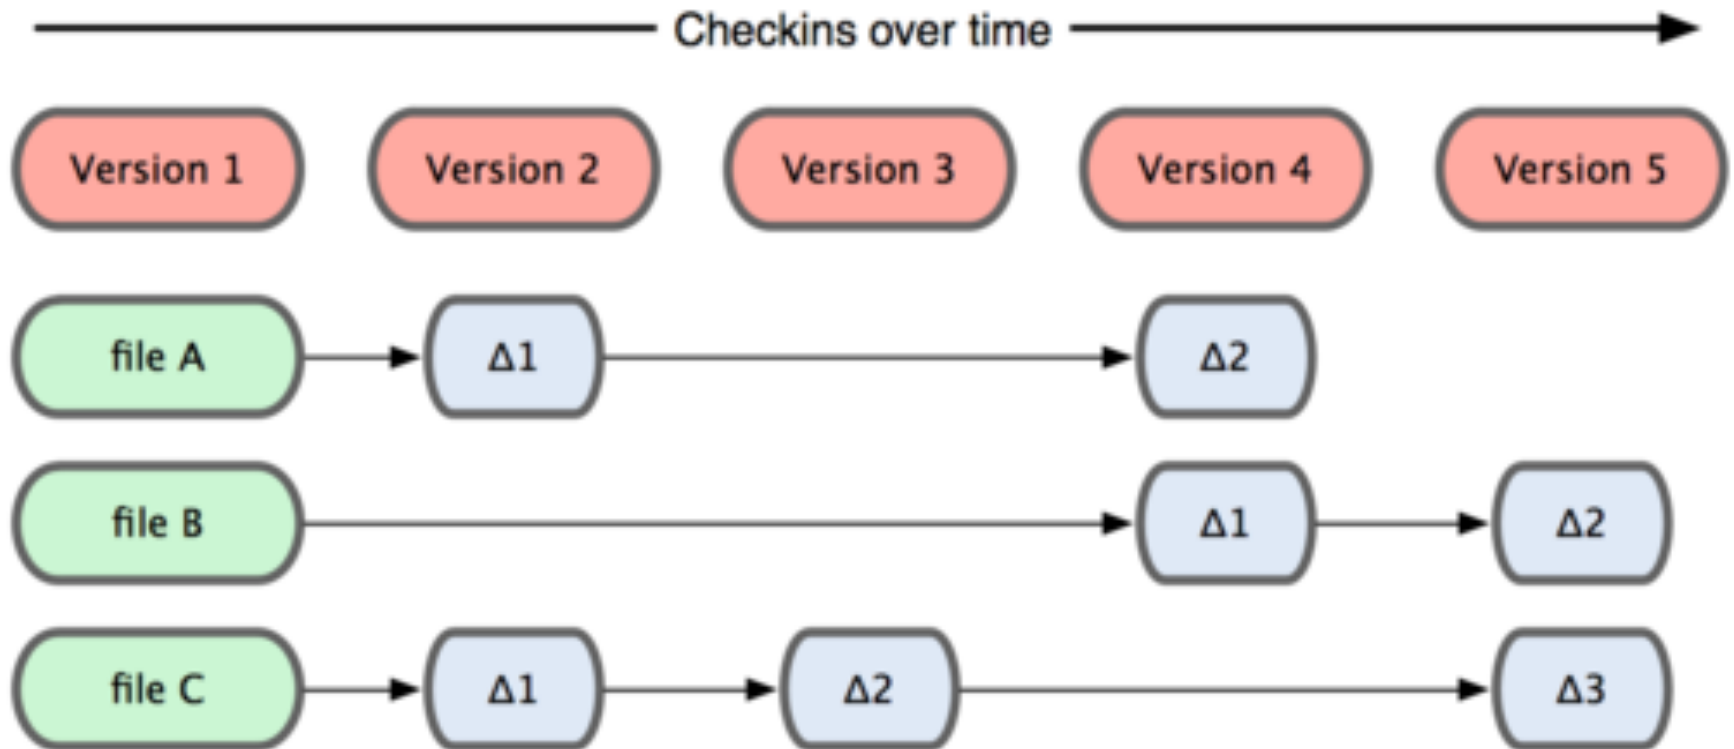 Checkins over time
Version 1 Version 2 Version 3 Version 4 Version 5
file A Δ1 Δ2
file B Δ1 Δ2
file C Δ1 Δ2 Δ3